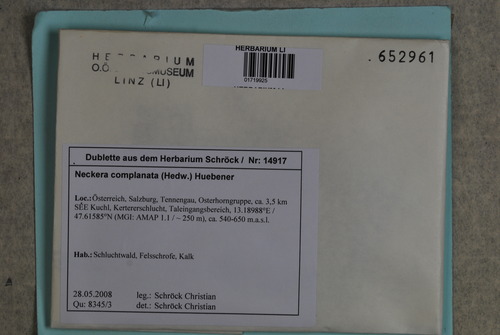 HERBARIUM
O.Ö MUSEUM
LINZ (LI)
HERBARIUM LI
01719925
652961
Dublette aus dem Herbarium Schröck / Nr: 14917
Neckera complanata (Hedw.) Huebener
Loc.: Österreich, Salzburg, Tennengau, Osterhorngruppe, ca. 3,5 km
SÉE Kuchl, Kertererschlucht, Taleingangsbereich, 13.18988°E /
47.61585°N (MGI: AMAP 1.1 / ~ 250 m), ca. 540-650 m.a.s.l.
Hab.: Schluchtwald, Felsschrofe, Kalk
28.05.2008 leg.: Schröck Christian
Qu: 8345/3 det.: Schröck Christian